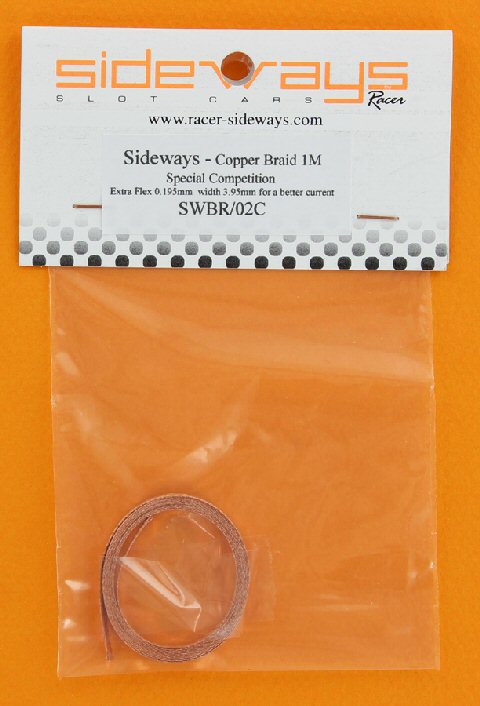 sideways
SLOT CARS Racer
www.racer-sideways.com
Sideways - Copper Braid 1M
Special Competition
Extra Flex 0.195mm width 3.95mm for a better current
SWBR/02C